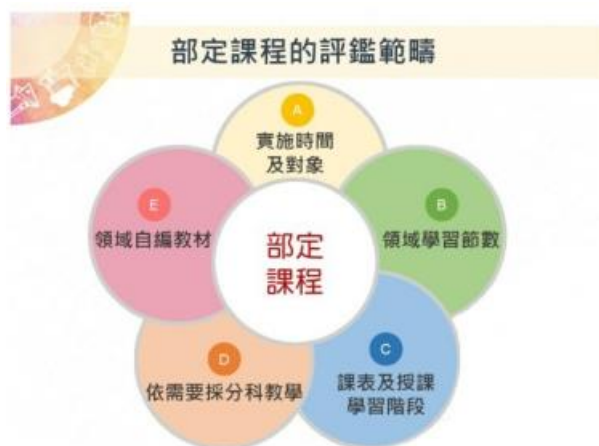 部定課程的評鑑範疇
A
實施時間
及對象
B
領域學習節數
C
課表及授課
學習階段
D
依需要採分科教學
E
領域自編教材
部定
課程